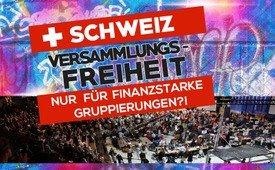 SCHWEIZ
VERSAMMLUNGS-
FREIHEIT
NUR FÜR FINANZSTARKE
GRUPPIERUNGEN?!